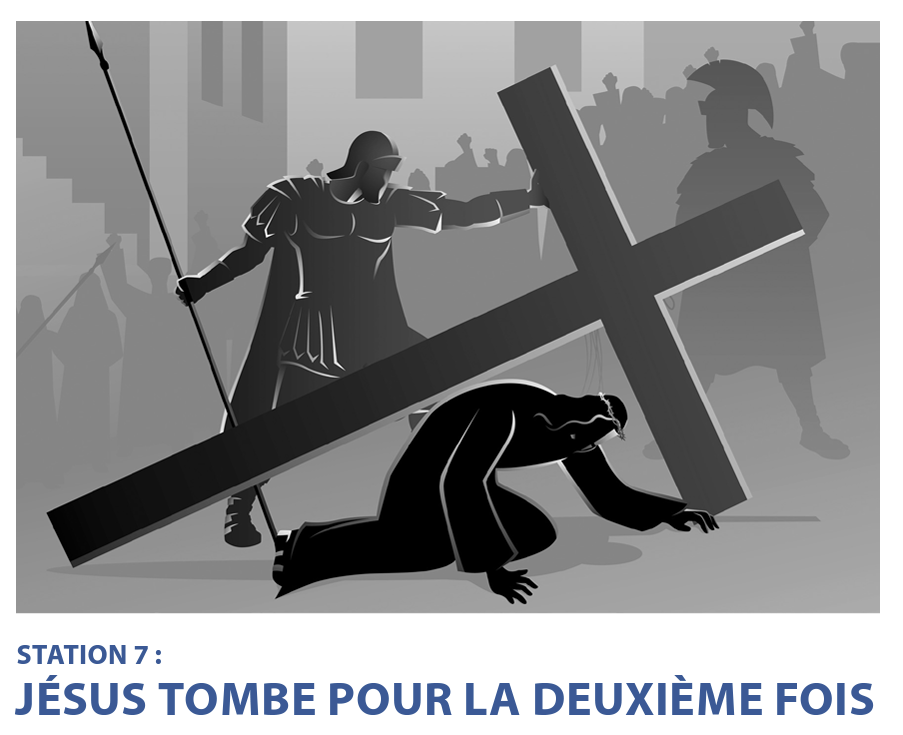 STATION 7 :
JÉSUS TOMBE POUR LA DEUXIÈME FOIS